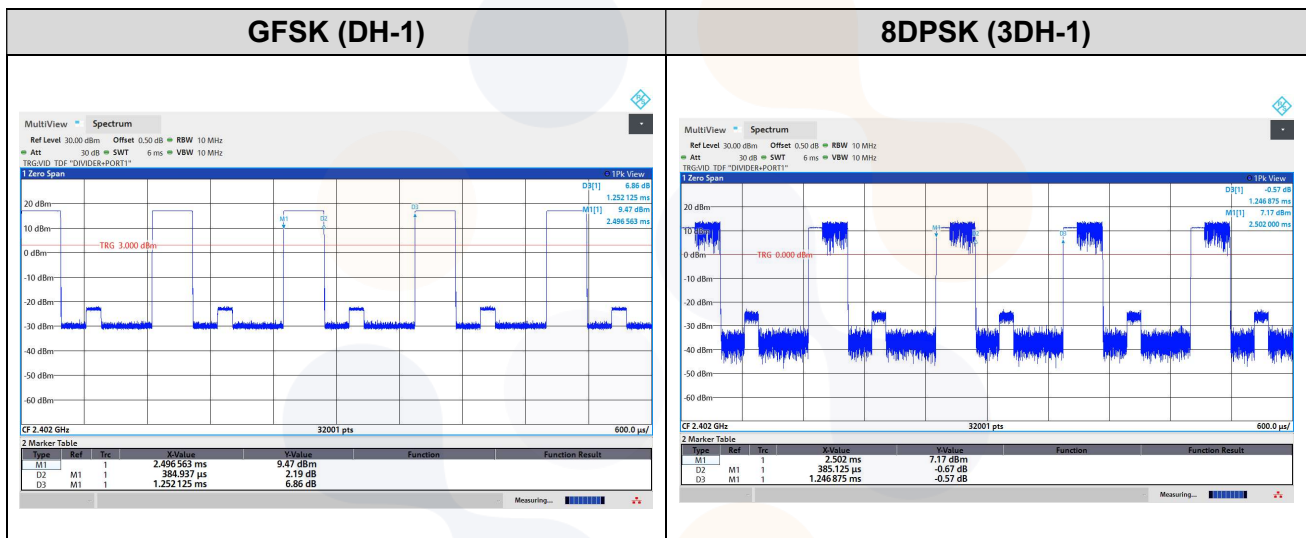 GFSK (DH-1)
8DPSK (3DH-1)
MultiView Spectrum
Ref Level 30.00 dBm Offset 0.50 dB RBW 10 MHz
Att 30 dB SWT 6 ms VBW 10 MHz
TRG:VID TDF "DIVIDER+PORT1"
1 Zero Span 1Pk View
D3[1] 6.86 dB
1.252 125 ms
M1[1] 9.47 dBm
2.496 563 ms
20 dBm
10 dBm
M1 D2 D3
TRG 3.000 dBm
0 dBm
-10 dBm
-20 dBm
-30 dBm
-40 dBm
-50 dBm
-60 dBm
CF 2.402 GHz 32001 pts 600.0 µs/
2 Marker Table
Type Ref Trc X-Value Y-Value Function Function Result
M1 1 2.496 563 ms 9.47 dBm
D2 M1 1 384.937 µs 2.19 dB
D3 M1 1 1.252 125 ms 6.86 dB
Measuring...
MultiView Spectrum
Ref Level 30.00 dBm Offset 0.50 dB RBW 10 MHz
Att 30 dB SWT 6 ms VBW 10 MHz
TRG:VID TDF "DIVIDER+PORT1"
1 Zero Span 1Pk View
D3[1] -0.57 dB
1.246 875 ms
M1[1] 7.17 dBm
2.502 000 ms
20 dBm
10 dBm
M1 D2 D3
0 dBm
TRG 0.000 dBm
-10 dBm
-20 dBm
-30 dBm
-40 dBm
-50 dBm
-60 dBm
CF 2.402 GHz 32001 pts 600.0 µs/
2 Marker Table
Type Ref Trc X-Value Y-Value Function Function Result
M1 1 2.502 ms 7.17 dBm
D2 M1 1 385.125 µs -0.67 dB
D3 M1 1 1.246 875 ms -0.57 dB
Measuring...